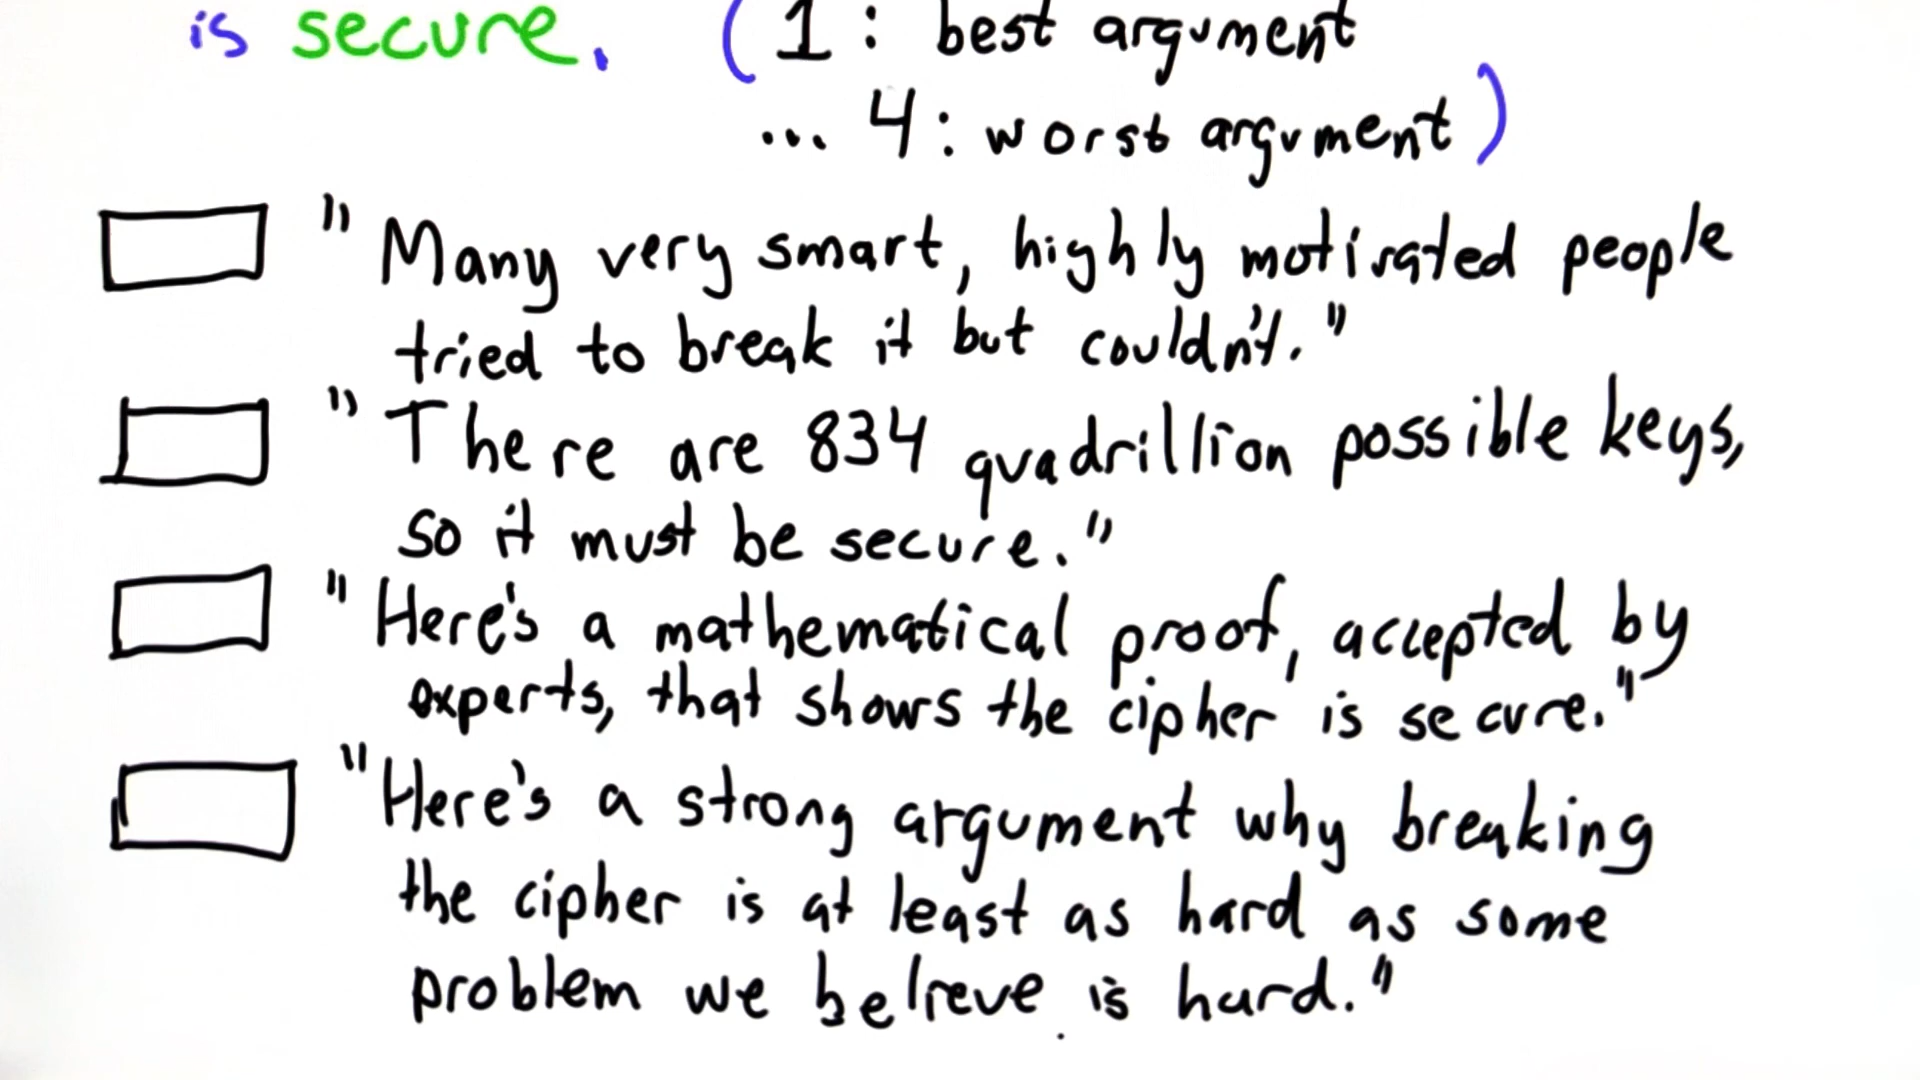 is secure. (1: best argument
... 4: worst argument)
"Many very smart, highly motivated people
tried to break it but couldn't."
"There are 834 quadrillion possible keys,
so it must be secure."
"Here's a mathematical proof, accepted by
experts, that shows the cipher is secure."
"Here's a strong argument why breaking
the cipher is at least as hard as some
problem we believe is hard."